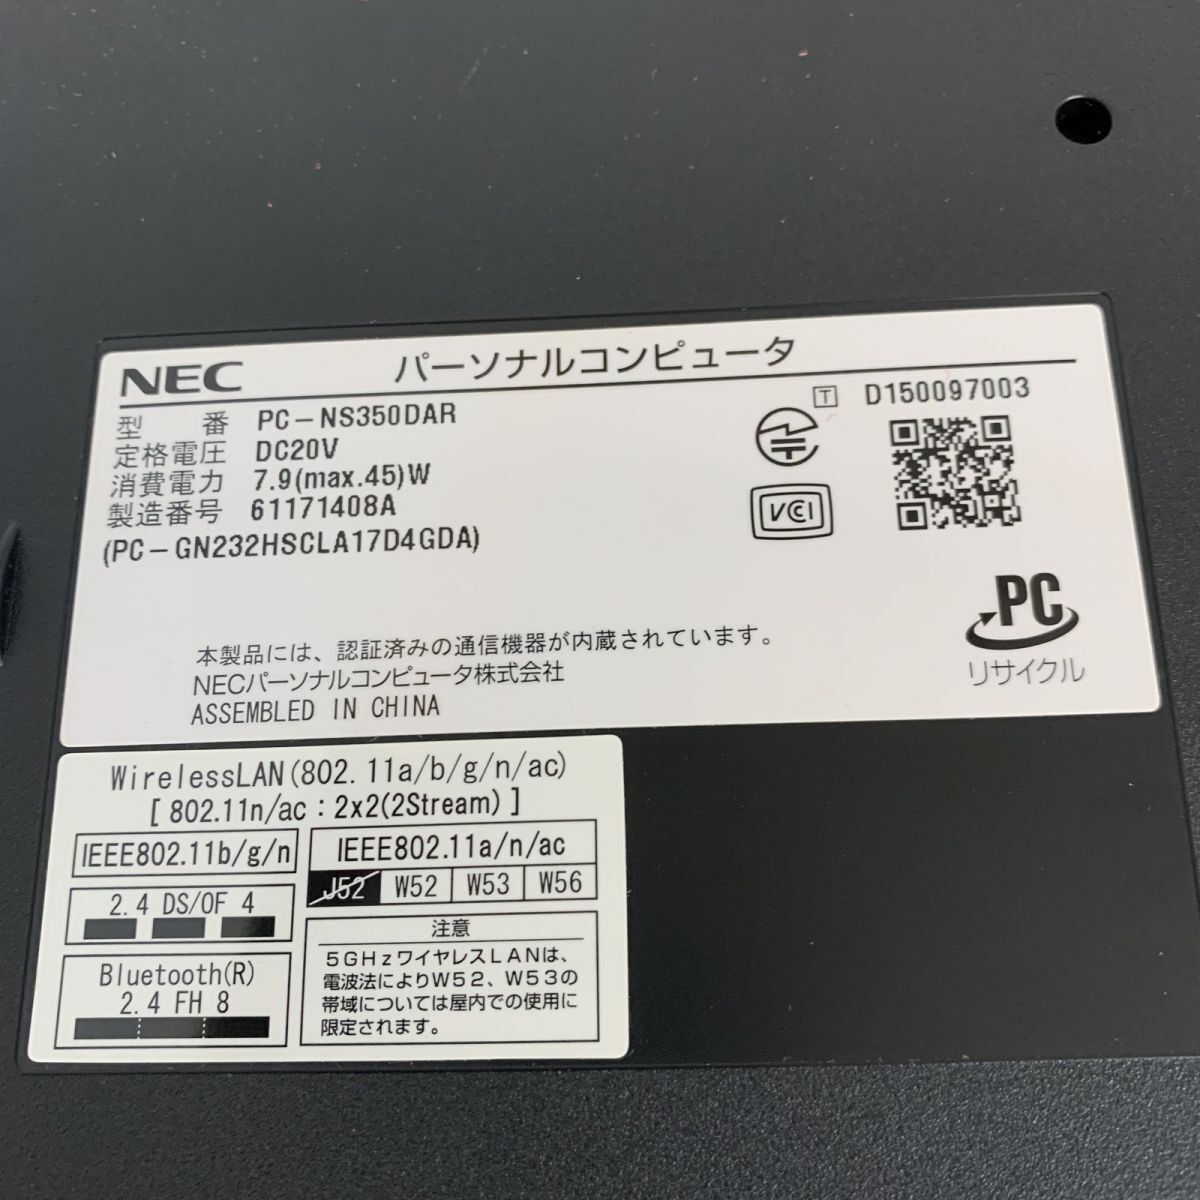 NEC パーソナルコンピュータ
型番 PC-NS350DAR
T D150097003
定格電圧 DC20V
消費電力 7.9(max.45)W
製造番号 61171408A
(PC-GN232HSCLA17D4GDA)
VCCI
PC
リサイクル
本製品には、認証済みの通信機器が内蔵されています。
NECパーソナルコンピュータ株式会社
ASSEMBLED IN CHINA
WirelessLAN(802.11a/b/g/n/ac)
[ 802.11n/ac : 2x2(2Stream) ]
IEEE802.11b/g/n
2.4 DS/OF 4
Bluetooth(R)
2.4 FH 8
IEEE802.11a/n/ac
J52 W52 W53 W56
注意
5GHzワイヤレスLANは、
電波法によりW52、W53の
帯域については屋内での使用に
限定されます。